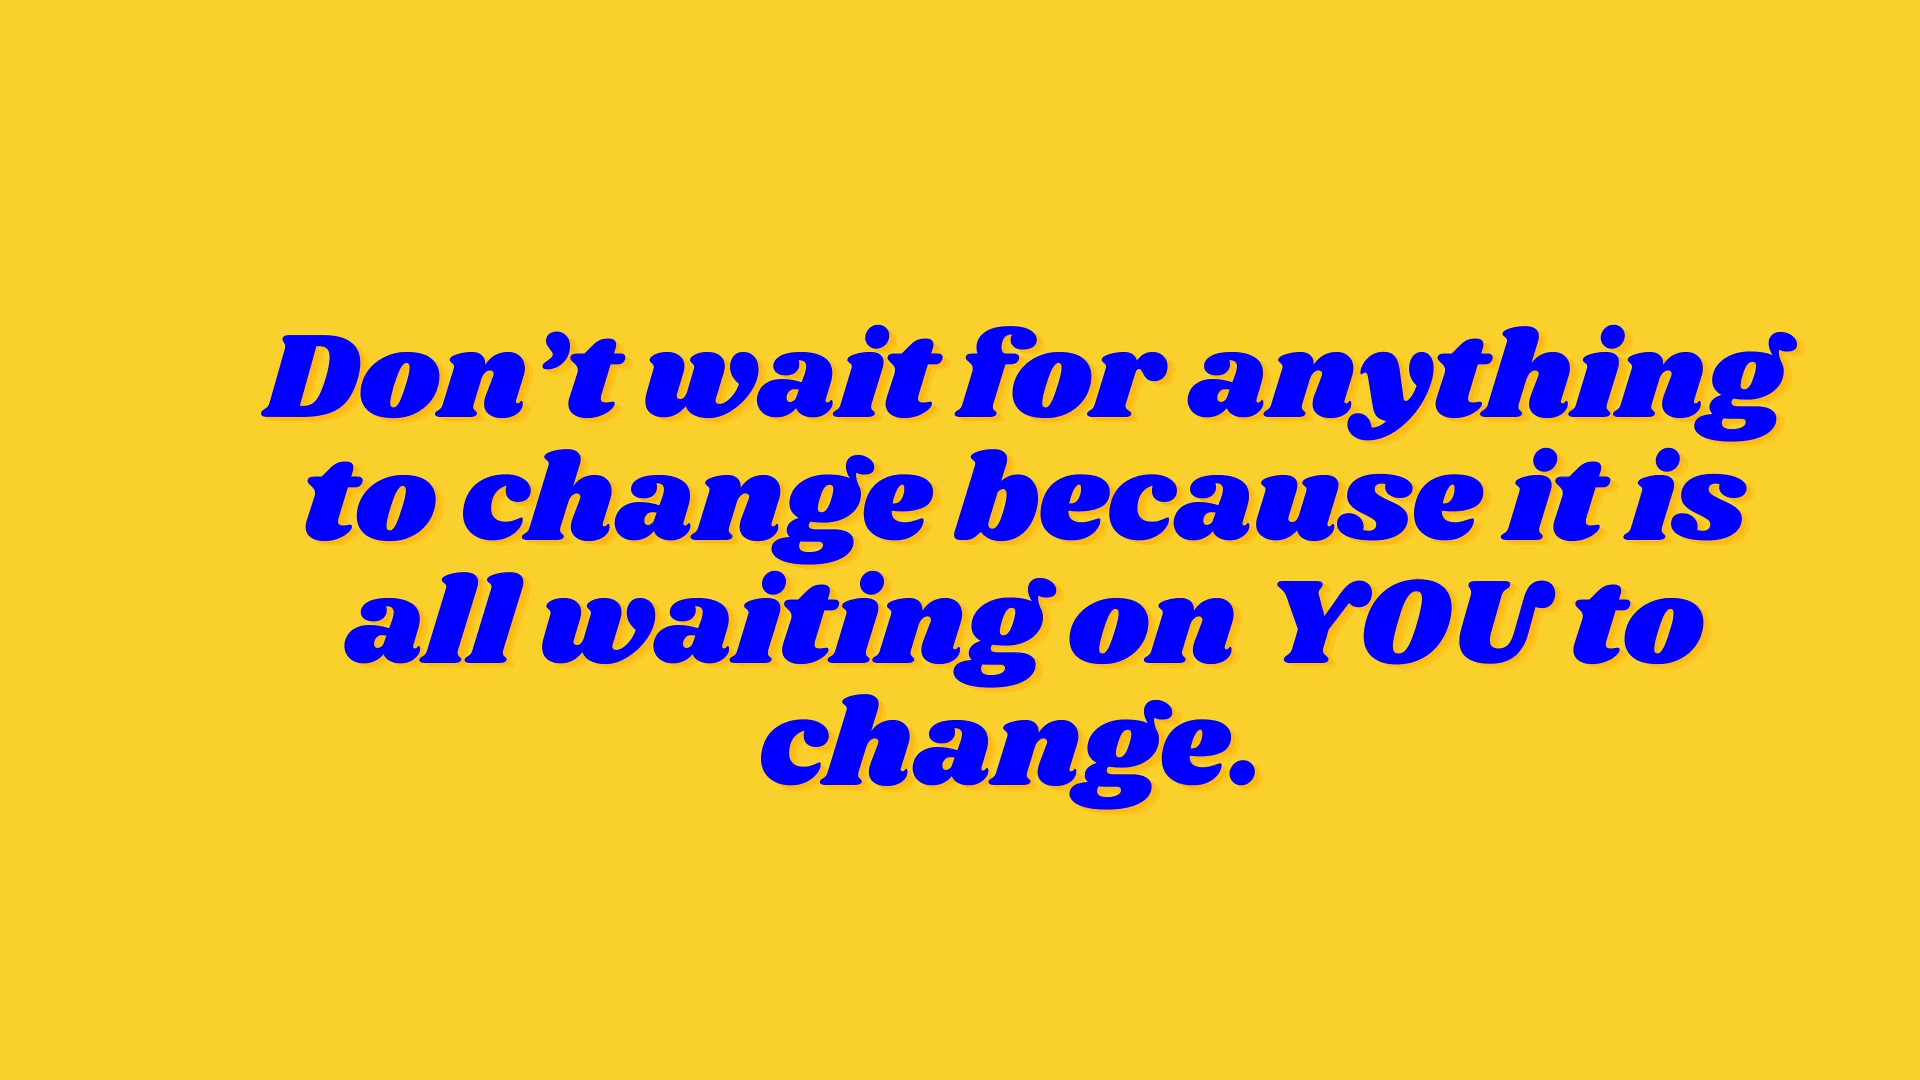 Don’t wait for anything
to change because it is
all waiting on YOU to
change.